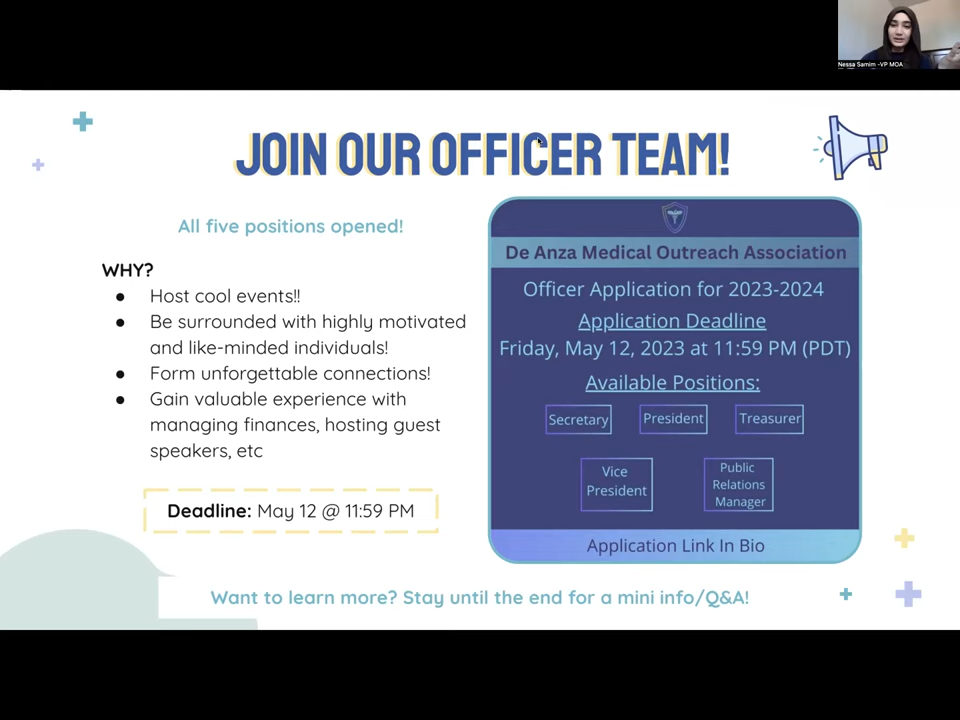 Nessa Samim -VP MOA
JOIN OUR OFFICER TEAM!
All five positions opened!
WHY?
● Host cool events!!
● Be surrounded with highly motivated
and like-minded individuals!
● Form unforgettable connections!
● Gain valuable experience with
managing finances, hosting guest
speakers, etc
Deadline: May 12 @ 11:59 PM
De Anza Medical Outreach Association
Officer Application for 2023-2024
Application Deadline
Friday, May 12, 2023 at 11:59 PM (PDT)
Available Positions:
Secretary
President
Treasurer
Vice
President
Public
Relations
Manager
Application Link In Bio
Want to learn more? Stay until the end for a mini info/Q&A!